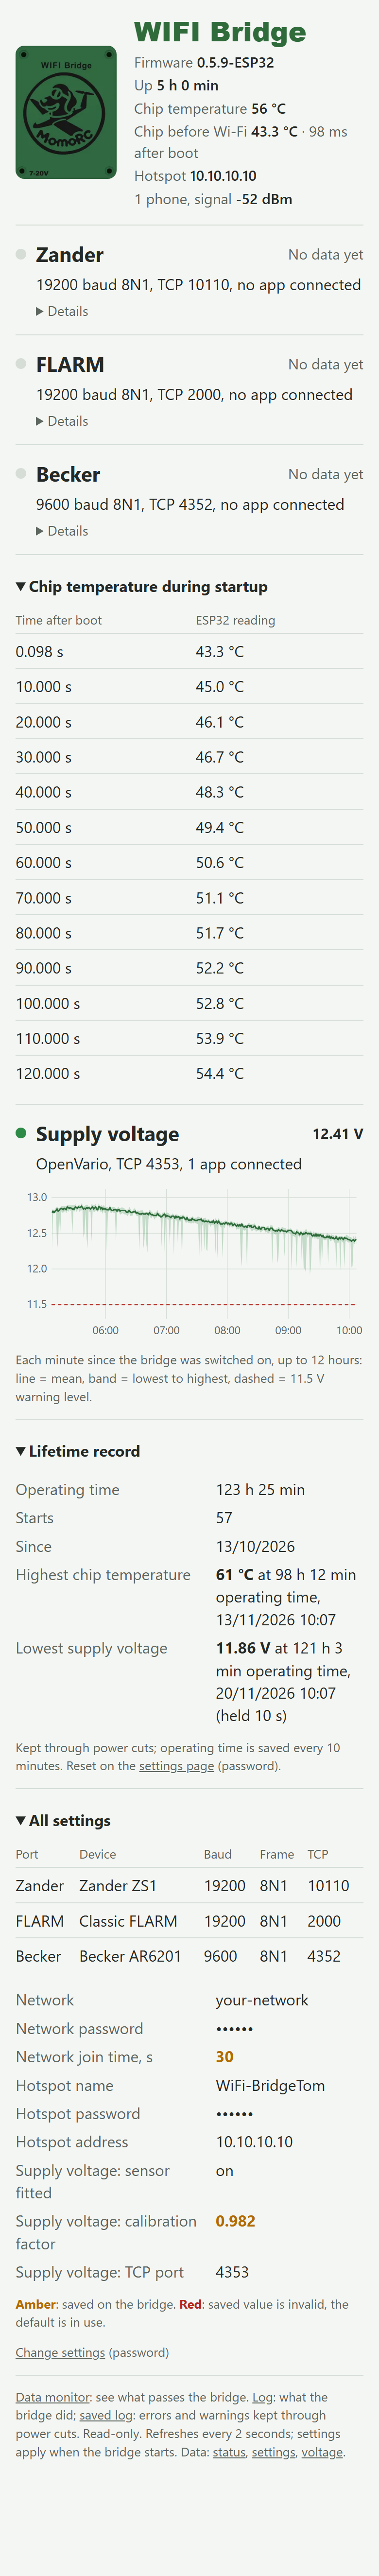 WIFI Bridge
WIFI Bridge
MomoRC
7-20V
Firmware 0.5.9-ESP32
Up 5 h 0 min
Chip temperature 56 °C
Chip before Wi-Fi 43.3 °C · 98 ms
after boot
Hotspot 10.10.10.10
1 phone, signal -52 dBm
Zander No data yet
19200 baud 8N1, TCP 10110, no app connected
▶ Details
FLARM No data yet
19200 baud 8N1, TCP 2000, no app connected
▶ Details
Becker No data yet
9600 baud 8N1, TCP 4352, no app connected
▶ Details
▼ Chip temperature during startup
Time after boot ESP32 reading
0.098 s 43.3 °C
10.000 s 45.0 °C
20.000 s 46.1 °C
30.000 s 46.7 °C
40.000 s 48.3 °C
50.000 s 49.4 °C
60.000 s 50.6 °C
70.000 s 51.1 °C
80.000 s 51.7 °C
90.000 s 52.2 °C
100.000 s 52.8 °C
110.000 s 53.9 °C
120.000 s 54.4 °C
Supply voltage 12.41 V
OpenVario, TCP 4353, 1 app connected
13.0
12.5
12.0
11.5
06:00 07:00 08:00 09:00 10:00
Each minute since the bridge was switched on, up to 12 hours:
line = mean, band = lowest to highest, dashed = 11.5 V
warning level.
▼ Lifetime record
Operating time 123 h 25 min
Starts 57
Since 13/10/2026
Highest chip temperature 61 °C at 98 h 12 min
operating time,
13/11/2026 10:07
Lowest supply voltage 11.86 V at 121 h 3
min operating time,
20/11/2026 10:07
(held 10 s)
Kept through power cuts; operating time is saved every 10
minutes. Reset on the settings page (password).
▼ All settings
Port Device Baud Frame TCP
Zander Zander ZS1 19200 8N1 10110
FLARM Classic FLARM 19200 8N1 2000
Becker Becker AR6201 9600 8N1 4352
Network your-network
Network password ••••••
Network join time, s 30
Hotspot name WiFi-BridgeTom
Hotspot password ••••••
Hotspot address 10.10.10.10
Supply voltage: sensor on
fitted
Supply voltage: calibration 0.982
factor
Supply voltage: TCP port 4353
Amber: saved on the bridge. Red: saved value is invalid, the
default is in use.
Change settings (password)
Data monitor: see what passes the bridge. Log: what the
bridge did; saved log: errors and warnings kept through
power cuts. Read-only. Refreshes every 2 seconds; settings
apply when the bridge starts. Data: status, settings, voltage.